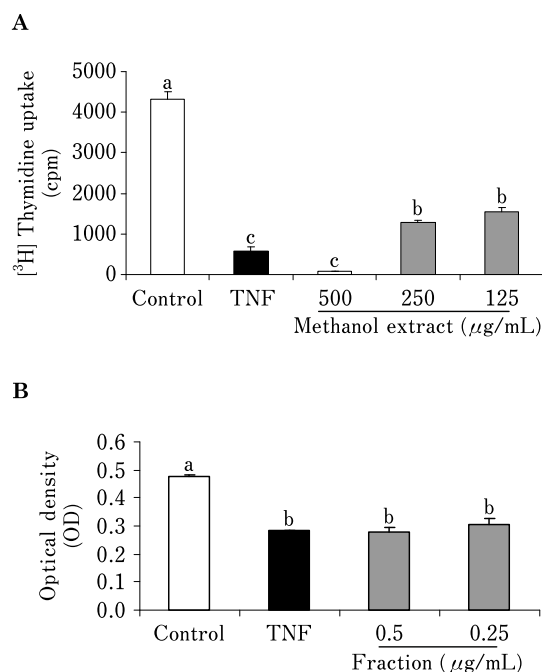 A
[³H] Thymidine uptake
(cpm)
5000
4000
3000
2000
1000
0
a
c
c
b
b
Control TNF 500 250 125
Methanol extract (μg/mL)
B
Optical density
(OD)
0.6
0.5
0.4
0.3
0.2
0.1
0.0
a
b
b
b
Control TNF 0.5 0.25
Fraction (μg/mL)